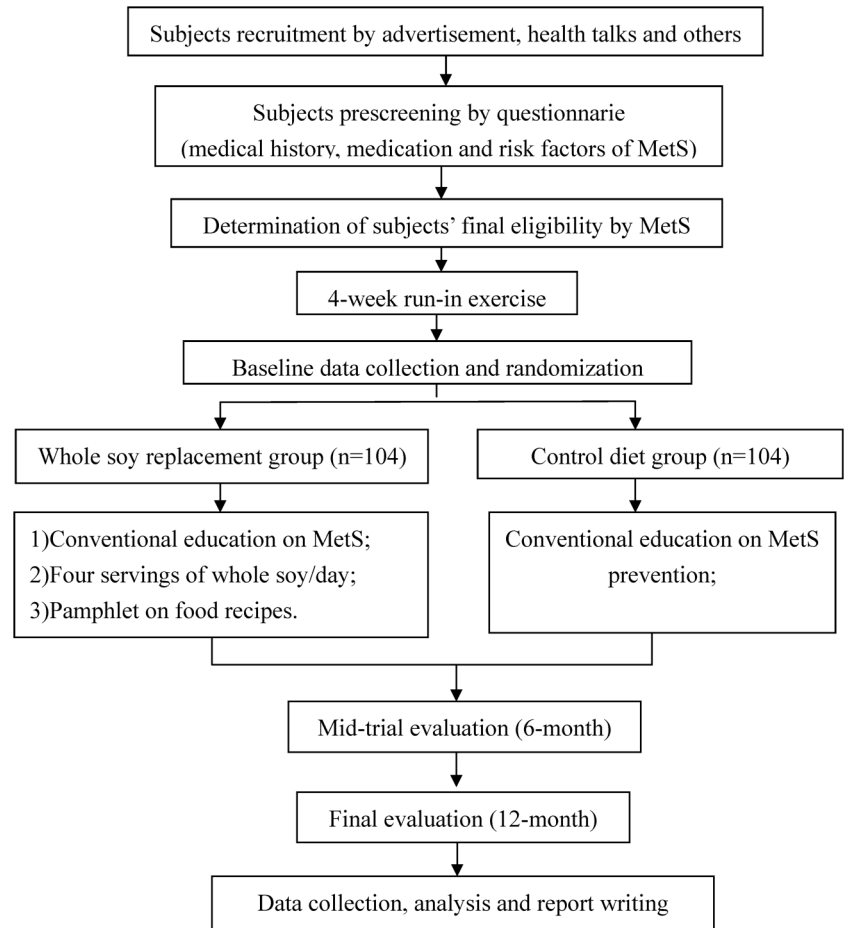 Subjects recruitment by advertisement, health talks and others
Subjects prescreening by questionnarie
(medical history, medication and risk factors of MetS)
Determination of subjects’ final eligibility by MetS
4-week run-in exercise
Baseline data collection and randomization
Whole soy replacement group (n=104)
Control diet group (n=104)
1)Conventional education on MetS;
2)Four servings of whole soy/day;
3)Pamphlet on food recipes.
Conventional education on MetS
prevention;
Mid-trial evaluation (6-month)
Final evaluation (12-month)
Data collection, analysis and report writing